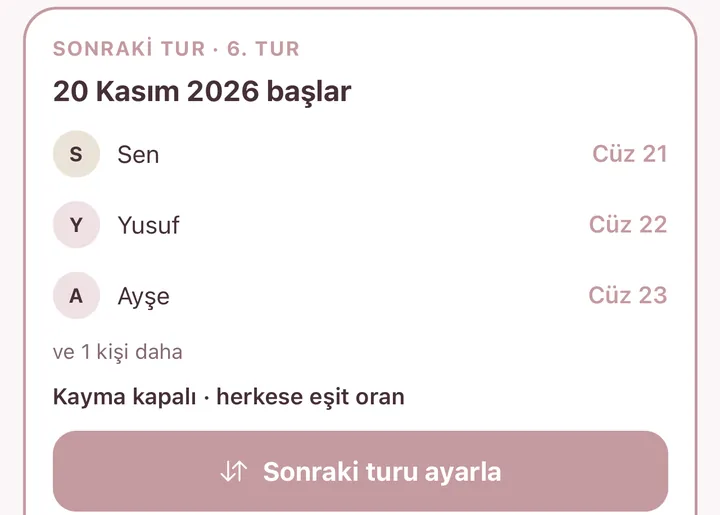 SONRAKİ TUR · 6. TUR
20 Kasım 2026 başlar
S Sen Cüz 21
Y Yusuf Cüz 22
A Ayşe Cüz 23
ve 1 kişi daha
Kayma kapalı · herkese eşit oran
Sonraki turu ayarla